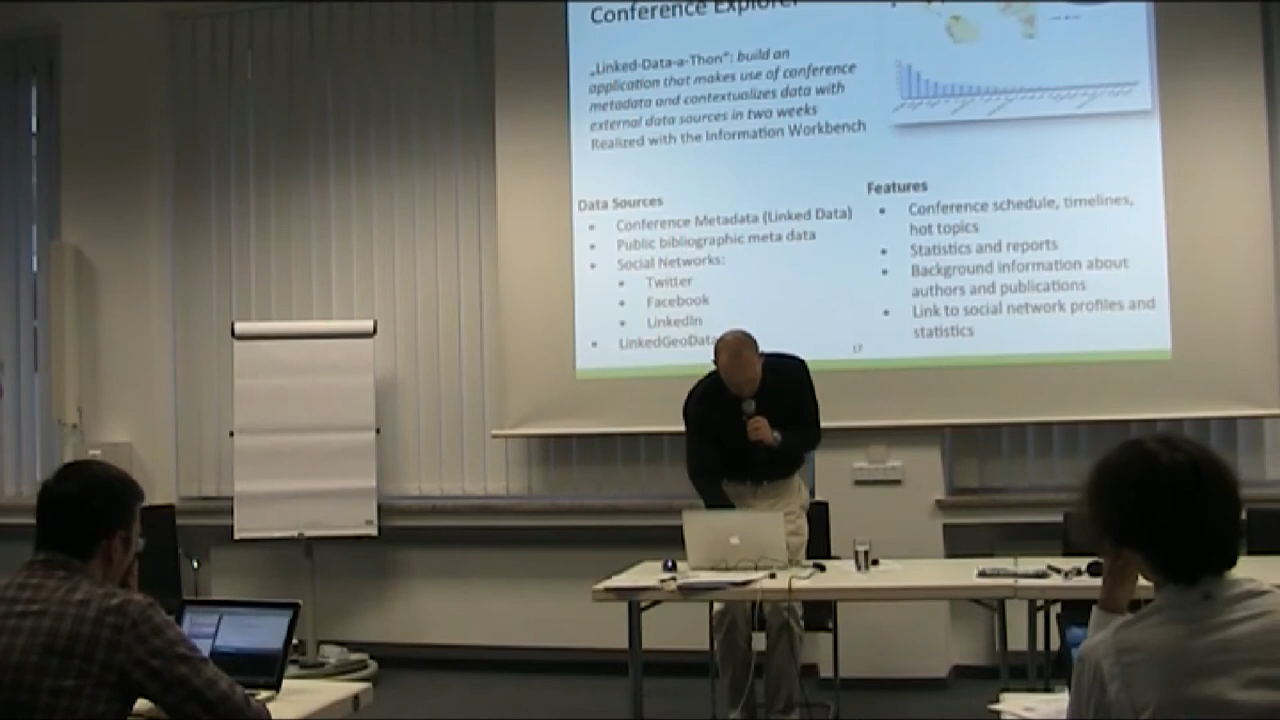 Conference Explorer
„Linked-Data-a-Thon“: build an
application that makes use of conference
metadata and contextualizes data with
external data sources in two weeks
Realized with the Information Workbench
Data Sources
• Conference Metadata (Linked Data)
• Public bibliographic meta data
• Social Networks:
• Twitter
• Facebook
• LinkedIn
• LinkedGeoData
Features
• Conference schedule, timelines,
hot topics
• Statistics and reports
• Background information about
authors and publications
• Link to social network profiles and
statistics
17